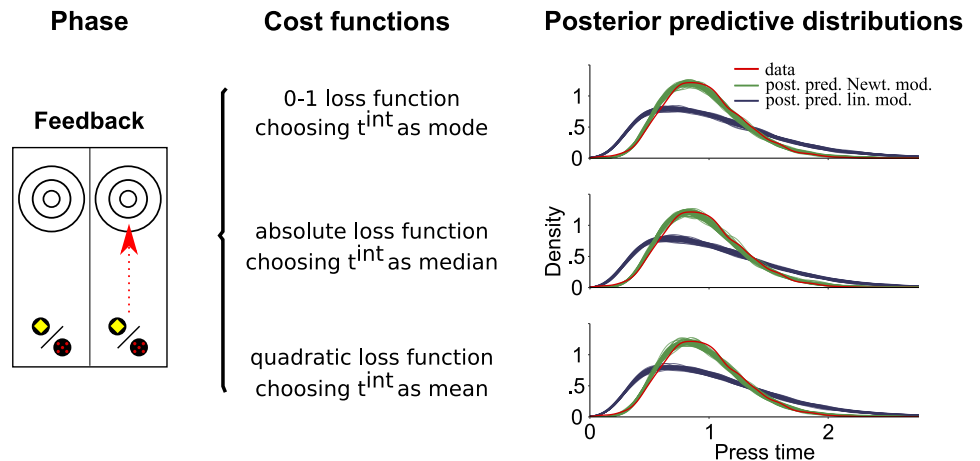 Phase
Cost functions
Posterior predictive distributions
Feedback
0-1 loss function
choosing t^int as mode
absolute loss function
choosing t^int as median
quadratic loss function
choosing t^int as mean
data
post. pred. Newt. mod.
post. pred. lin. mod.
1
.5
0
Density
1
.5
0
1
.5
0
0 1 2
Press time